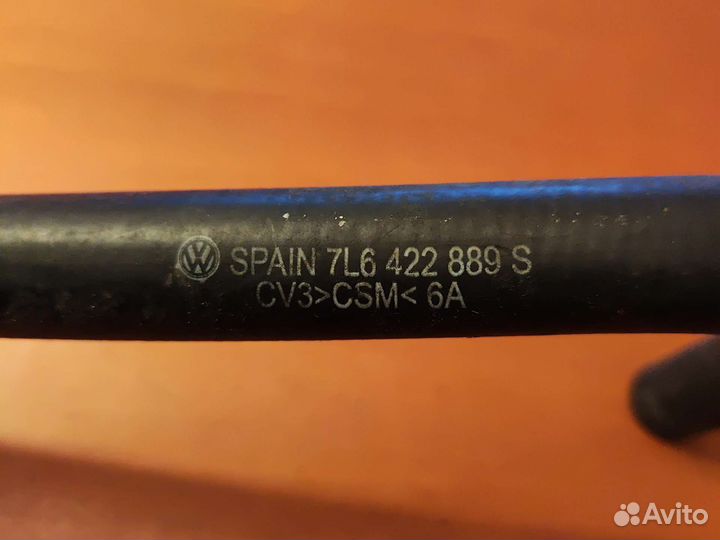 SPAIN 7L6 422 889 S
CV3>CSM< 6A
Avito